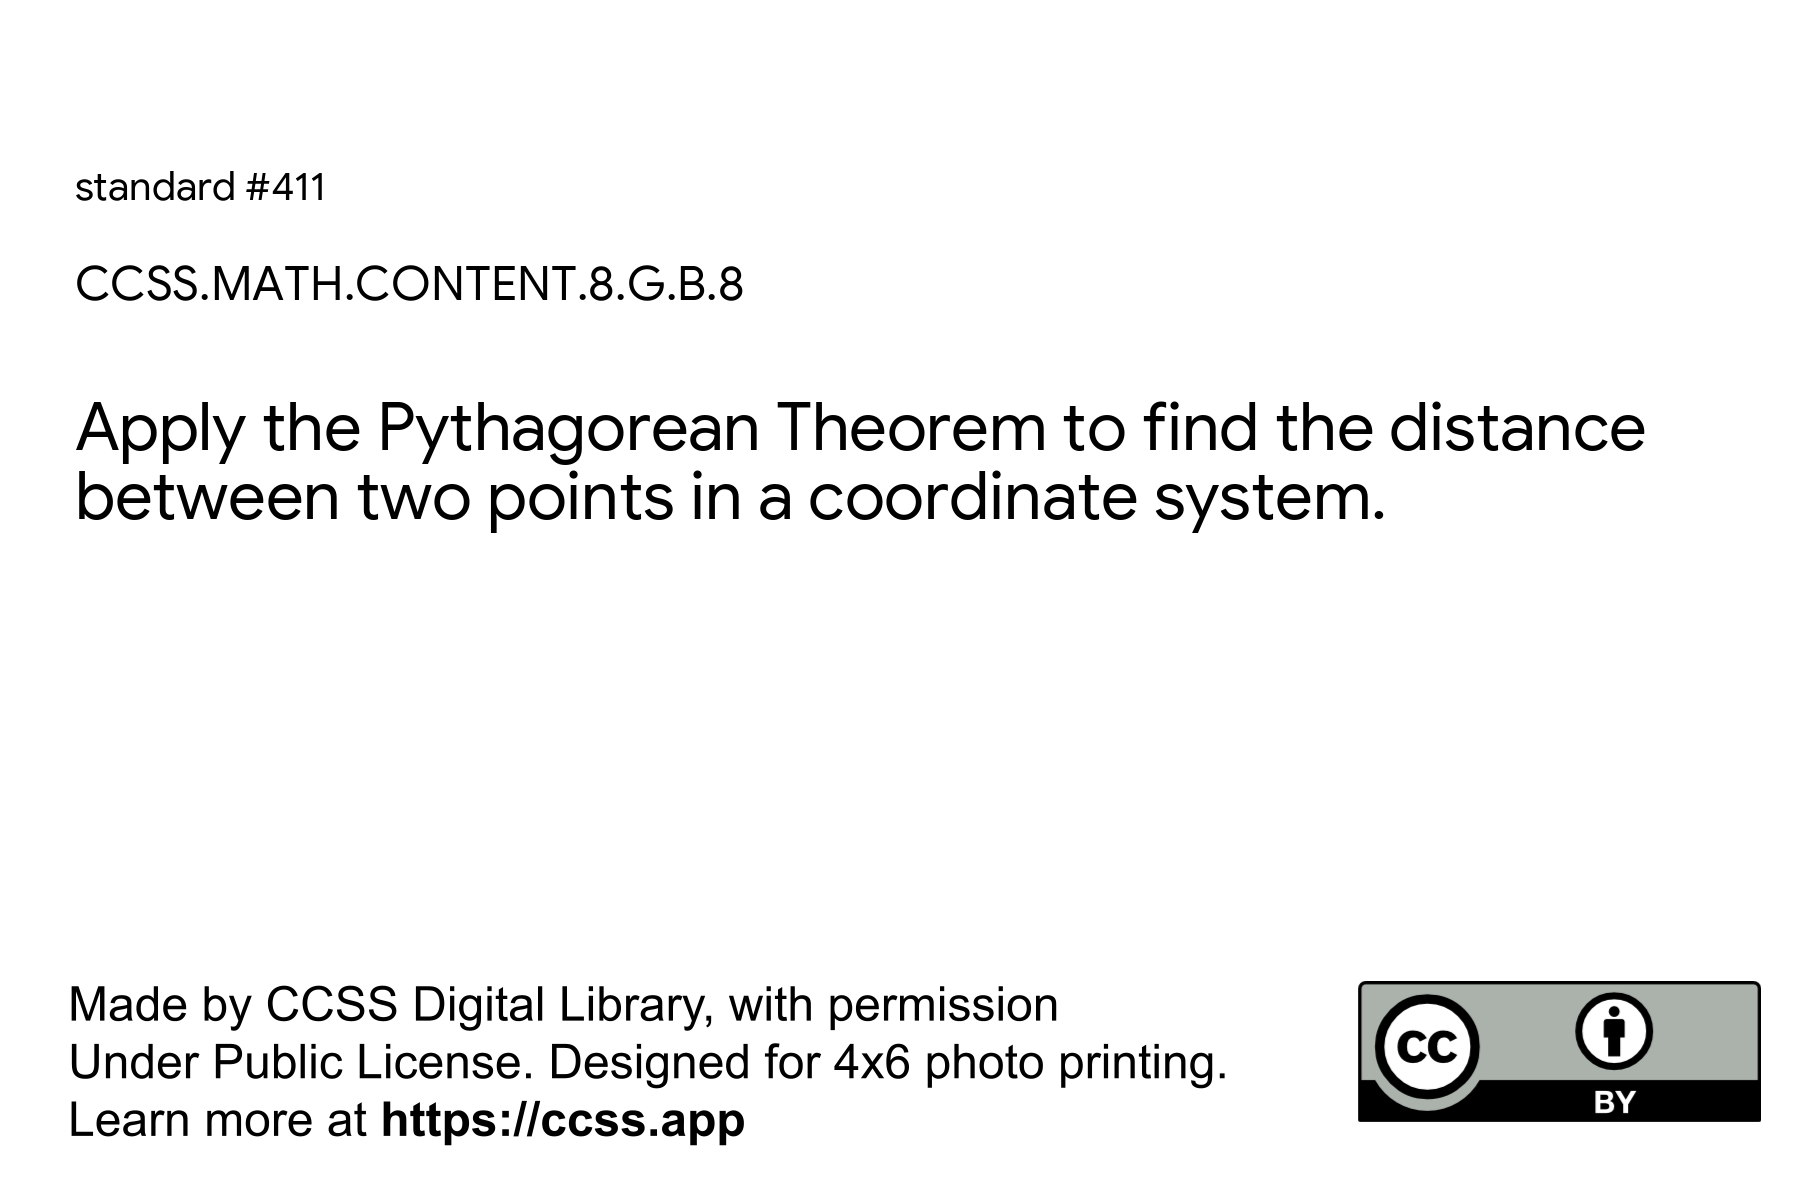 standard #411
CCSS.MATH.CONTENT.8.G.B.8
Apply the Pythagorean Theorem to find the distance
between two points in a coordinate system.
Made by CCSS Digital Library, with permission
Under Public License. Designed for 4x6 photo printing.
Learn more at https://ccss.app
cc
BY